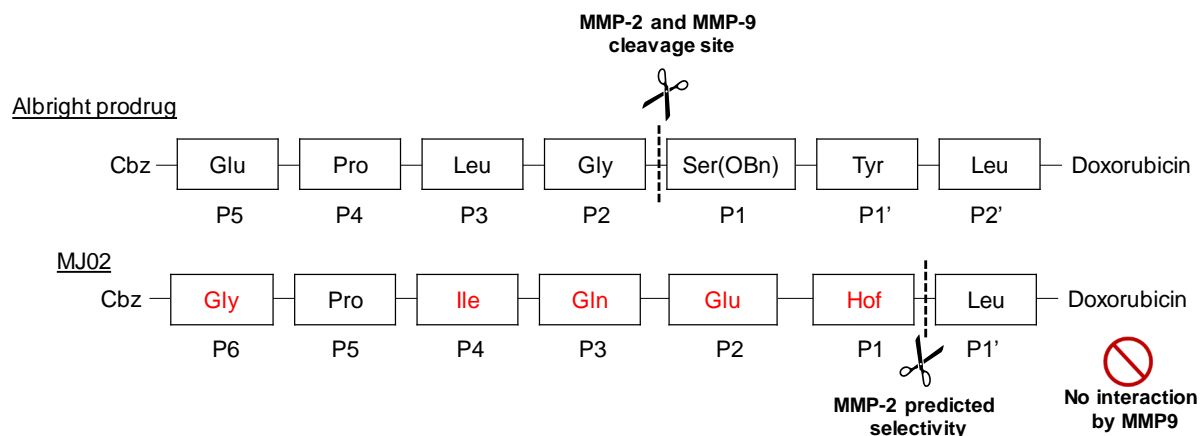 MMP-2 and MMP-9
cleavage site
Albright prodrug
Cbz Glu Pro Leu Gly Ser(OBn) Tyr Leu Doxorubicin
P5 P4 P3 P2 P1 P1' P2'
MJ02
Cbz Gly Pro Ile Gln Glu Hof Leu Doxorubicin
P6 P5 P4 P3 P2 P1 P1'
MMP-2 predicted
selectivity
No interaction
by MMP9